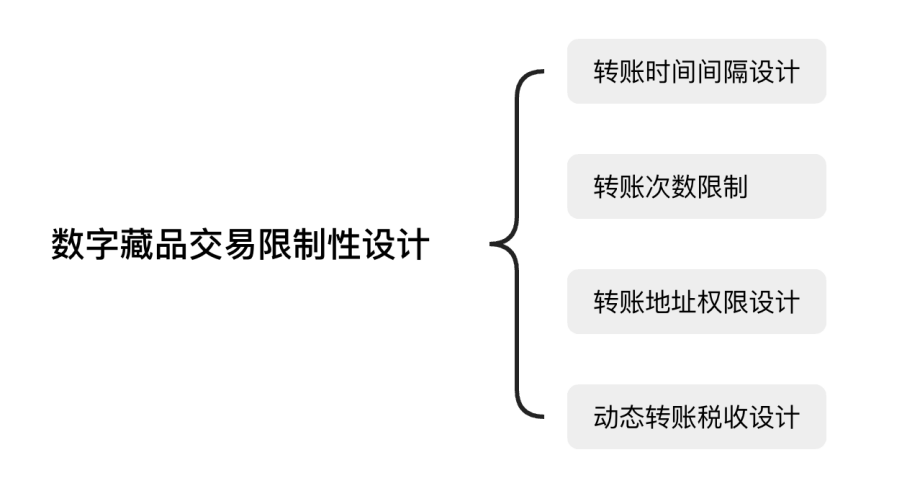 数字藏品交易限制性设计
转账时间间隔设计
转账次数限制
转账地址权限设计
动态转账税收设计